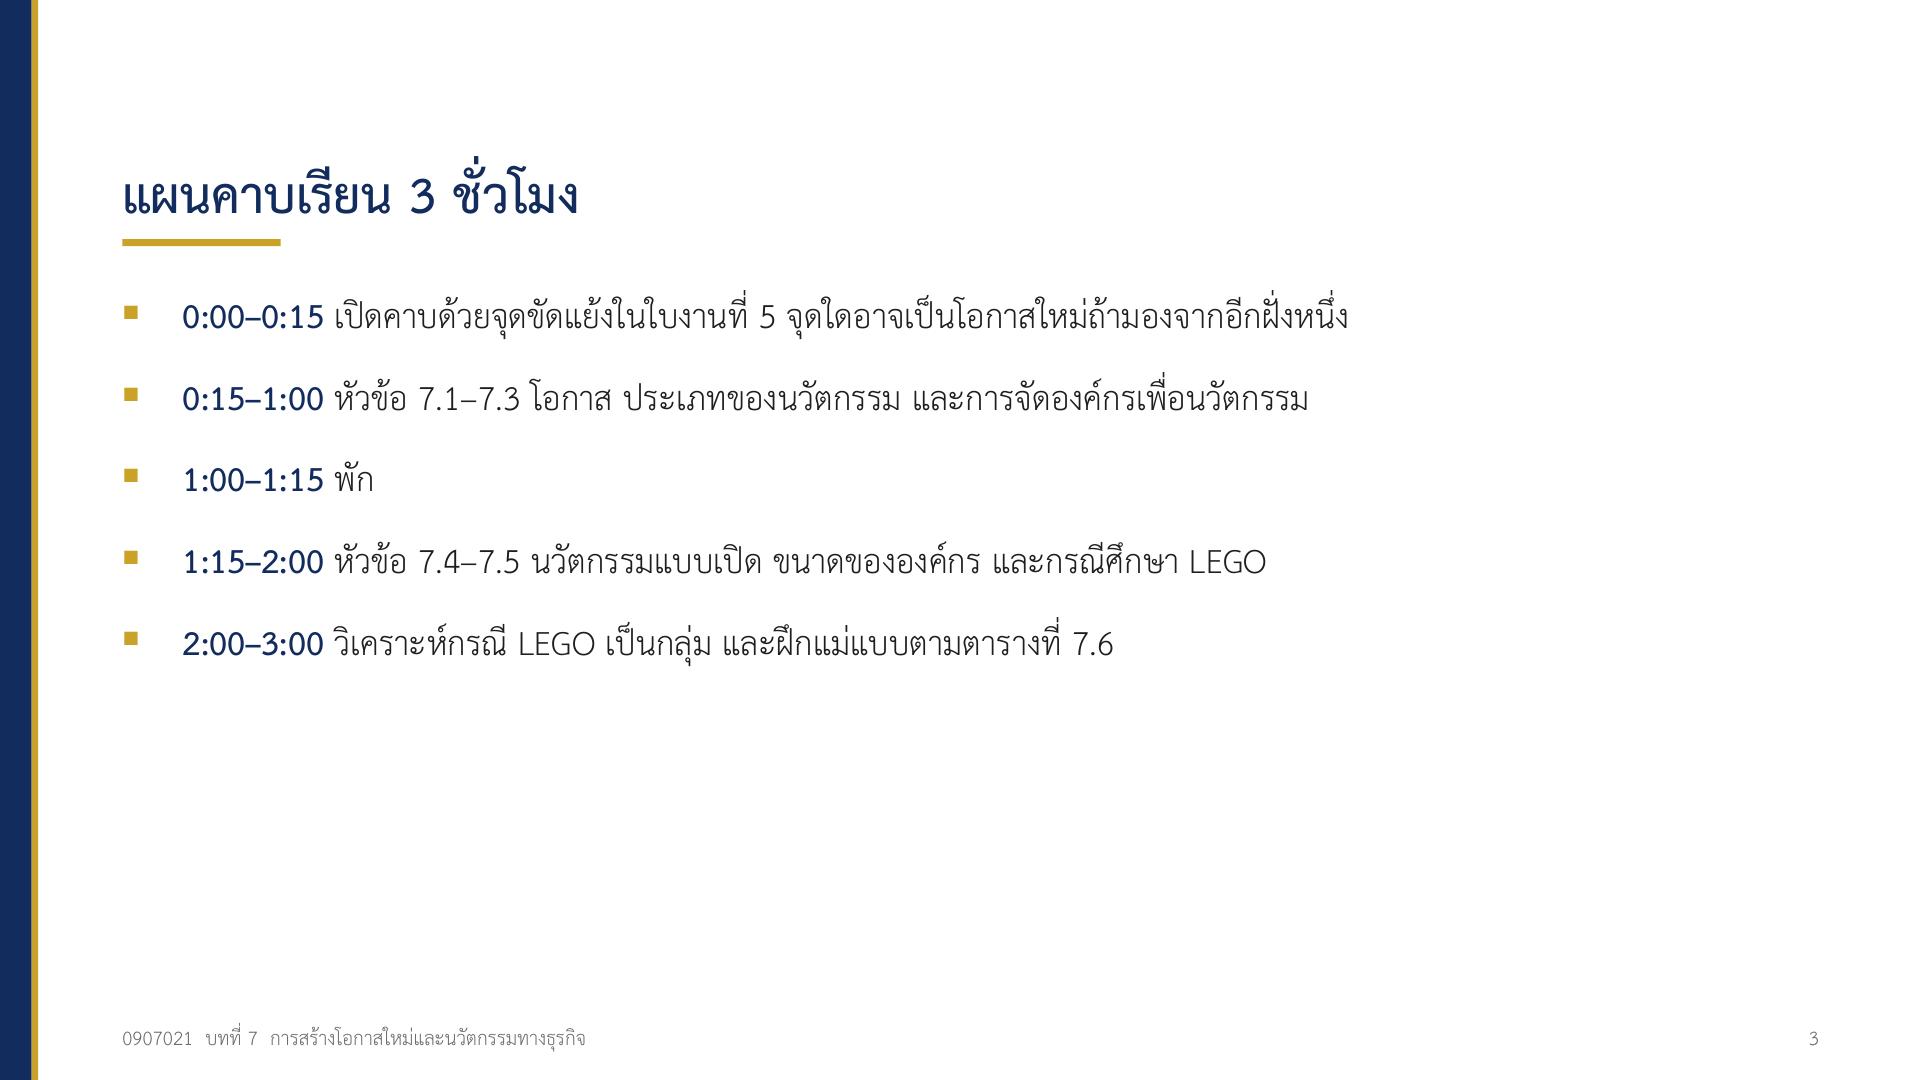 แผนคาบเรียน 3 ชั่วโมง
0:00–0:15 เปิดคาบด้วยจุดขัดแย้งในใบงานที่ 5 จุดใดอาจเป็นโอกาสใหม่ถ้ามองจากอีกฝั่งหนึ่ง
0:15–1:00 หัวข้อ 7.1–7.3 โอกาส ประเภทของนวัตกรรม และการจัดองค์กรเพื่อนวัตกรรม
1:00–1:15 พัก
1:15–2:00 หัวข้อ 7.4–7.5 นวัตกรรมแบบเปิด ขนาดขององค์กร และกรณีศึกษา LEGO
2:00–3:00 วิเคราะห์กรณี LEGO เป็นกลุ่ม และฝึกแม่แบบตามตารางที่ 7.6
0907021 บทที่ 7 การสร้างโอกาสใหม่และนวัตกรรมทางธุรกิจ
3